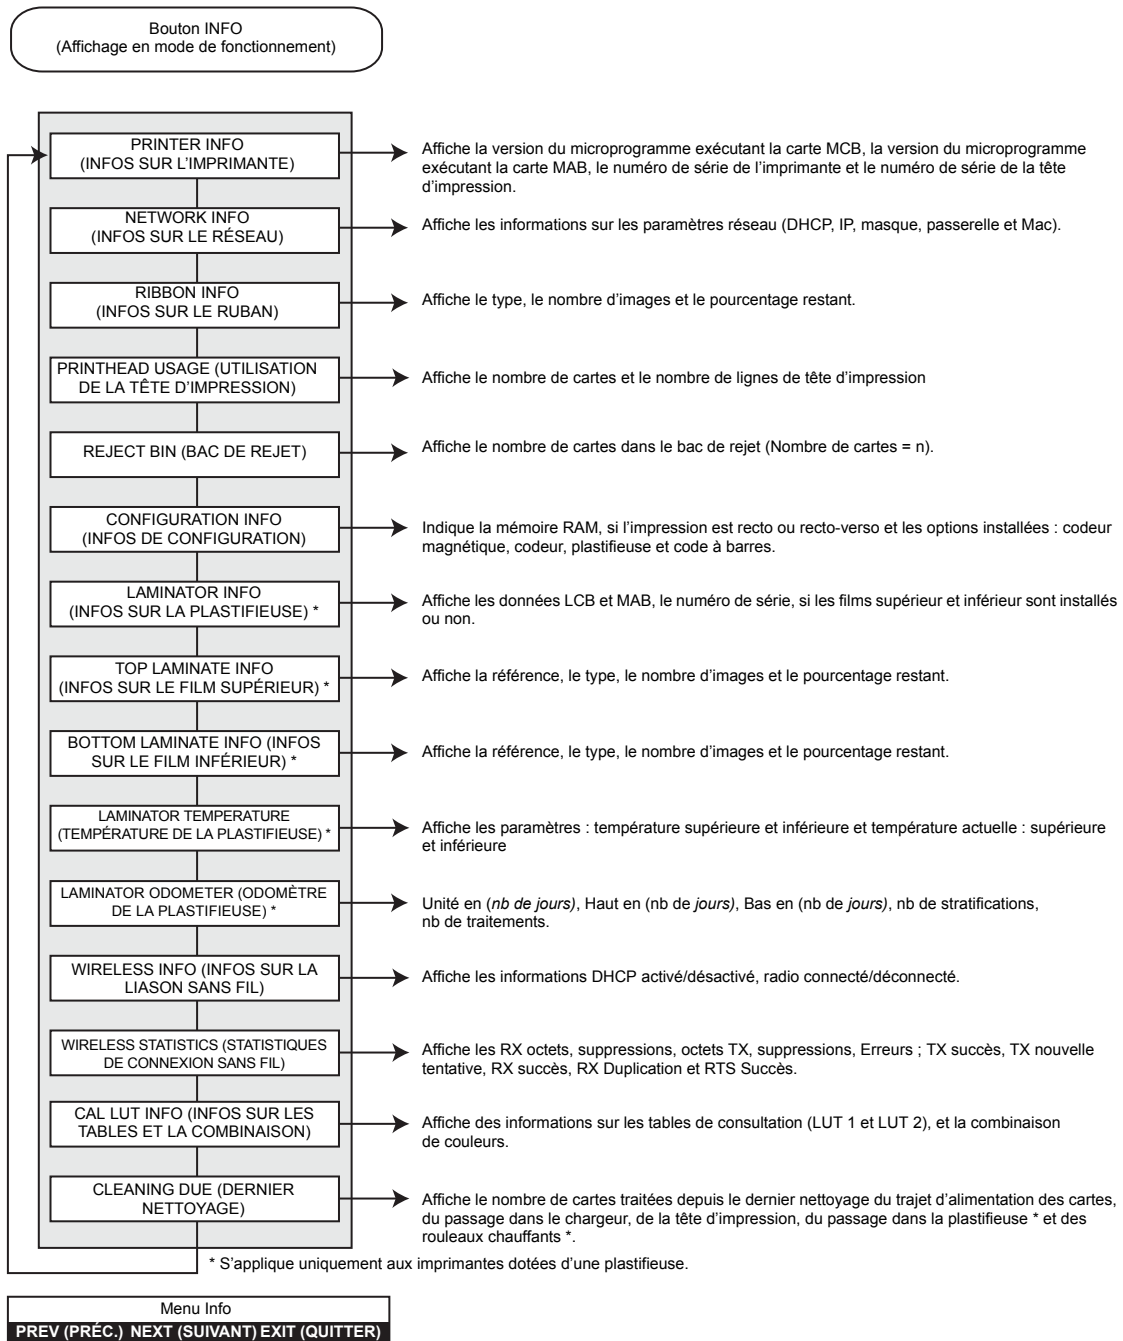 Bouton INFO
(Affichage en mode de fonctionnement)
PRINTER INFO
(INFOS SUR L’IMPRIMANTE)
Affiche la version du microprogramme exécutant la carte MCB, la version du microprogramme
exécutant la carte MAB, le numéro de série de l’imprimante et le numéro de série de la tête
d’impression.
NETWORK INFO
(INFOS SUR LE RÉSEAU)
Affiche les informations sur les paramètres réseau (DHCP, IP, masque, passerelle et Mac).
RIBBON INFO
(INFOS SUR LE RUBAN)
Affiche le type, le nombre d’images et le pourcentage restant.
PRINTHEAD USAGE (UTILISATION
DE LA TÊTE D’IMPRESSION)
Affiche le nombre de cartes et le nombre de lignes de tête d’impression
REJECT BIN (BAC DE REJET)
Affiche le nombre de cartes dans le bac de rejet (Nombre de cartes = n).
CONFIGURATION INFO
(INFOS DE CONFIGURATION)
Indique la mémoire RAM, si l’impression est recto ou recto-verso et les options installées : codeur
magnétique, codeur, plastifieuse et code à barres.
LAMINATOR INFO
(INFOS SUR LA PLASTIFIEUSE) *
Affiche les données LCB et MAB, le numéro de série, si les films supérieur et inférieur sont installés
ou non.
TOP LAMINATE INFO
(INFOS SUR LE FILM SUPÉRIEUR) *
Affiche la référence, le type, le nombre d’images et le pourcentage restant.
BOTTOM LAMINATE INFO (INFOS
SUR LE FILM INFÉRIEUR) *
Affiche la référence, le type, le nombre d’images et le pourcentage restant.
LAMINATOR TEMPERATURE
(TEMPÉRATURE DE LA PLASTIFIEUSE) *
Affiche les paramètres : température supérieure et inférieure et température actuelle : supérieure
et inférieure
LAMINATOR ODOMETER (ODOMÈTRE
DE LA PLASTIFIEUSE) *
Unité en (nb de jours), Haut en (nb de jours), Bas en (nb de jours), nb de stratifications,
nb de traitements.
WIRELESS INFO (INFOS SUR LA
LIASON SANS FIL)
Affiche les informations DHCP activé/désactivé, radio connecté/déconnecté.
WIRELESS STATISTICS (STATISTIQUES
DE CONNEXION SANS FIL)
Affiche les RX octets, suppressions, octets TX, suppressions, Erreurs ; TX succès, TX nouvelle
tentative, RX succès, RX Duplication et RTS Succès.
CAL LUT INFO (INFOS SUR LES
TABLES ET LA COMBINAISON)
Affiche des informations sur les tables de consultation (LUT 1 et LUT 2), et la combinaison
de couleurs.
CLEANING DUE (DERNIER
NETTOYAGE)
Affiche le nombre de cartes traitées depuis le dernier nettoyage du trajet d’alimentation des cartes,
du passage dans le chargeur, de la tête d’impression, du passage dans la plastifieuse * et des
rouleaux chauffants *.
* S’applique uniquement aux imprimantes dotées d’une plastifieuse.
Menu Info
PREV (PRÉC.) NEXT (SUIVANT) EXIT (QUITTER)